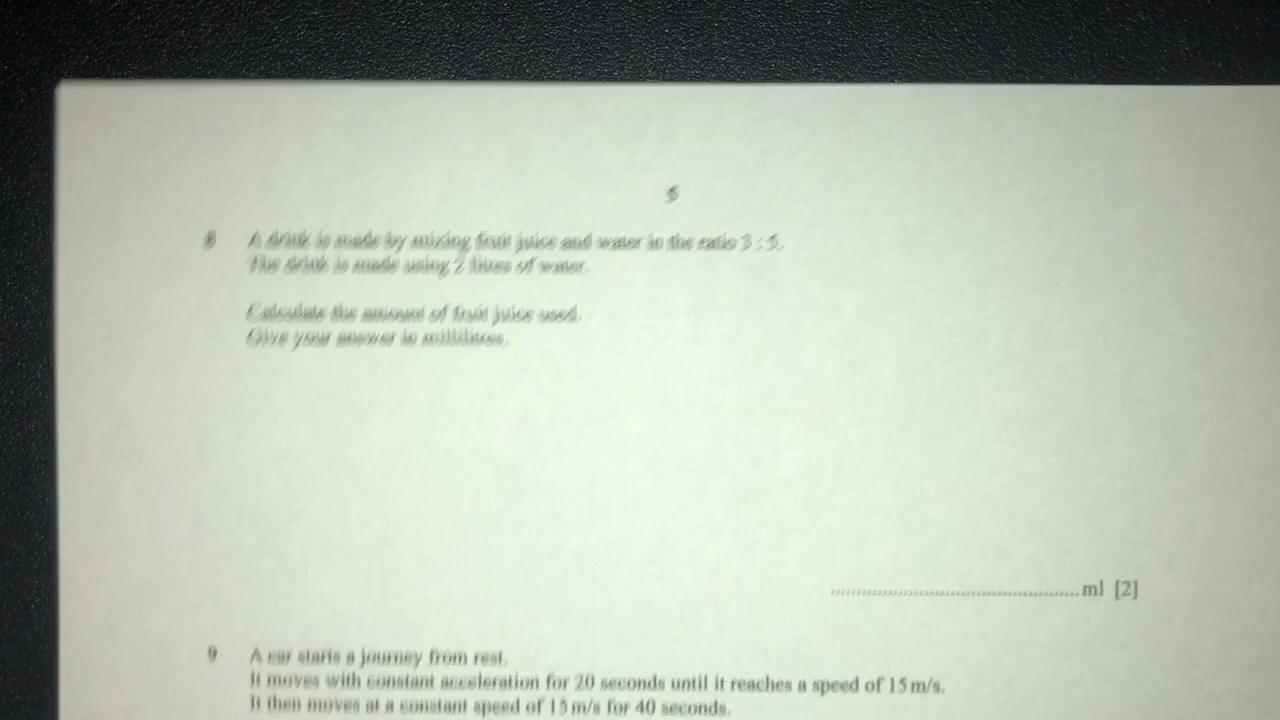 5
8 A drink is made by mixing fruit juice and water in the ratio 3 : 5.
The drink is made using 2 litres of water.
Calculate the amount of fruit juice used.
Give your answer in millilitres.
................................................ ml [2]
9 A car starts a journey from rest.
It moves with constant acceleration for 20 seconds until it reaches a speed of 15 m/s.
It then moves at a constant speed of 15 m/s for 40 seconds.